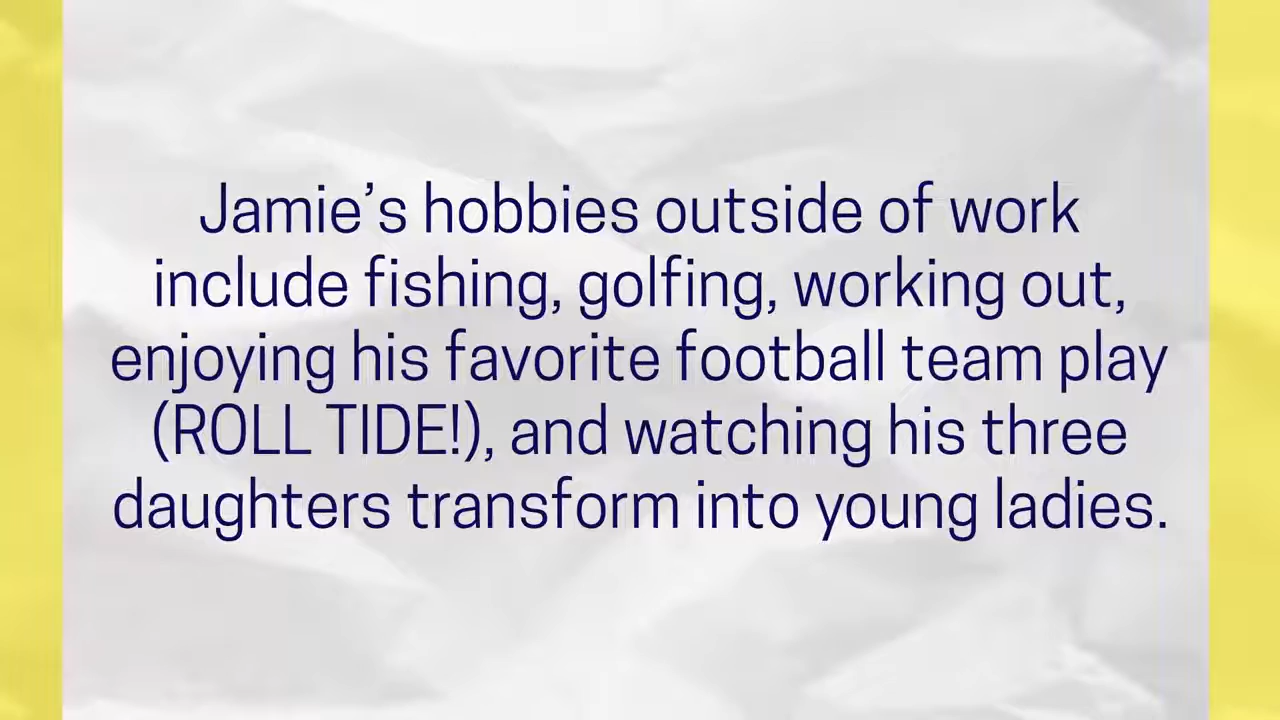 Jamie’s hobbies outside of work
include fishing, golfing, working out,
enjoying his favorite football team play
(ROLL TIDE!), and watching his three
daughters transform into young ladies.